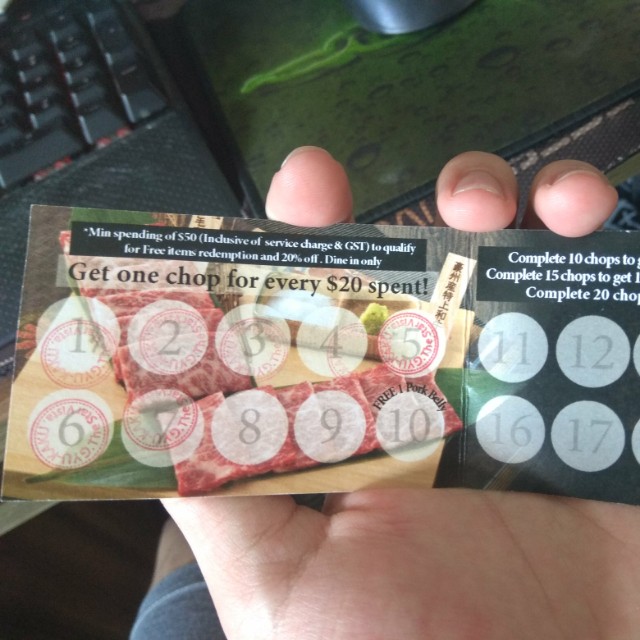 *Min spending of $50 (Inclusive of service charge & GST) to qualify
for Free items redemption and 20% off. Dine in only
Get one chop for every $20 spent!
1 2 3 4 5
6 7 8 9 10
FREE 1 Pork Belly
Complete 10 chops to
Complete 15 chops to get 1
Complete 20
11 12
16 17